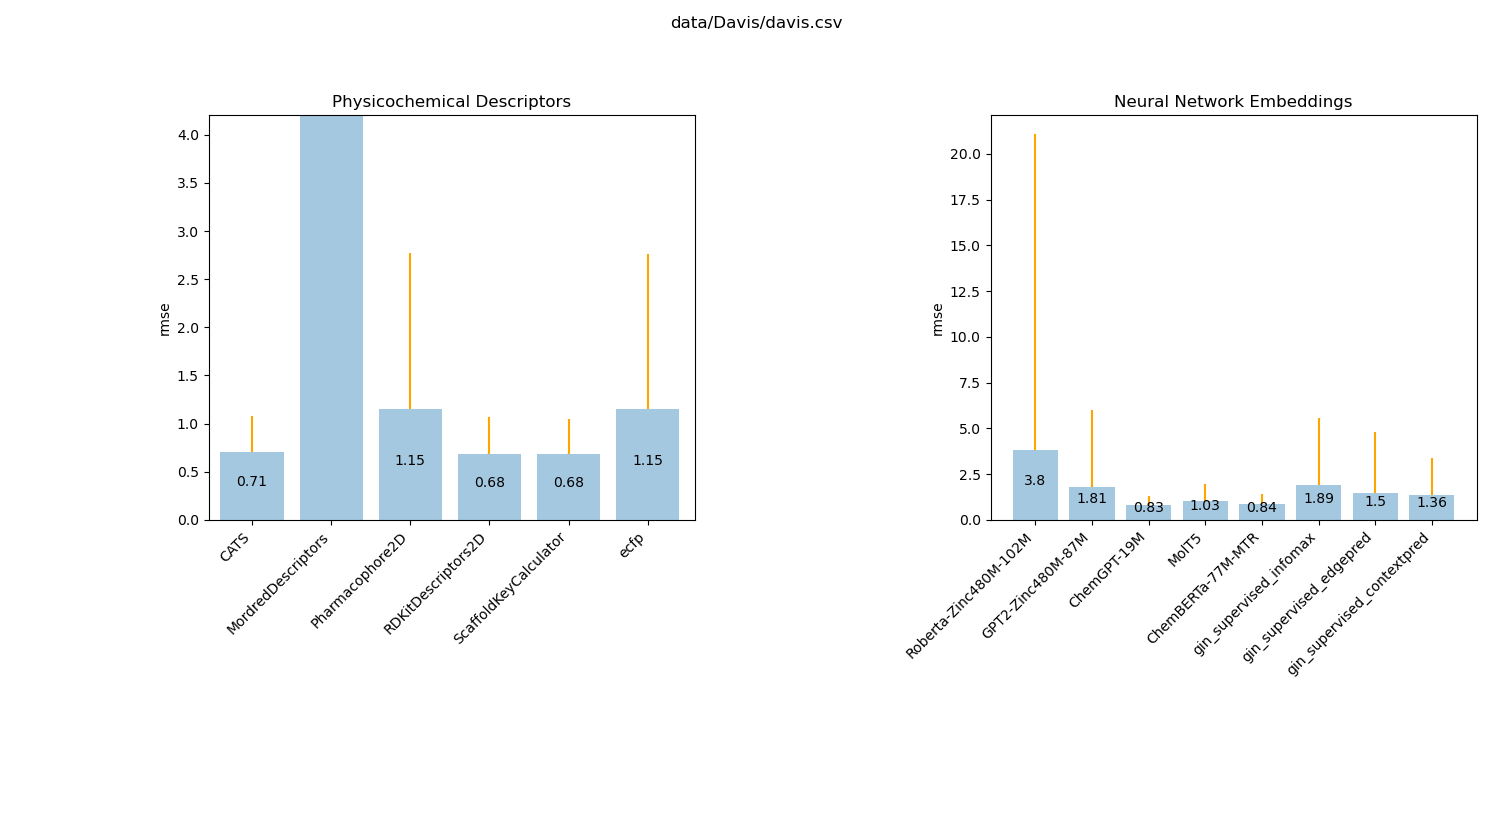 data/Davis/davis.csv
Physicochemical Descriptors
4.0
3.5
3.0
2.5
2.0
1.5
1.0
0.5
0.0
rmse
0.71
1.15
0.68
0.68
1.15
CATS
MordredDescriptors
Pharmacophore2D
RDKitDescriptors2D
ScaffoldKeyCalculator
ecfp
Neural Network Embeddings
20.0
17.5
15.0
12.5
10.0
7.5
5.0
2.5
0.0
rmse
3.8
1.81
0.83
1.03
0.84
1.89
1.5
1.36
Roberta-Zinc480M-102M
GPT2-Zinc480M-87M
ChemGPT-19M
MolT5
ChemBERTa-77M-MTR
gin_supervised_infomax
gin_supervised_edgepred
gin_supervised_contextpred